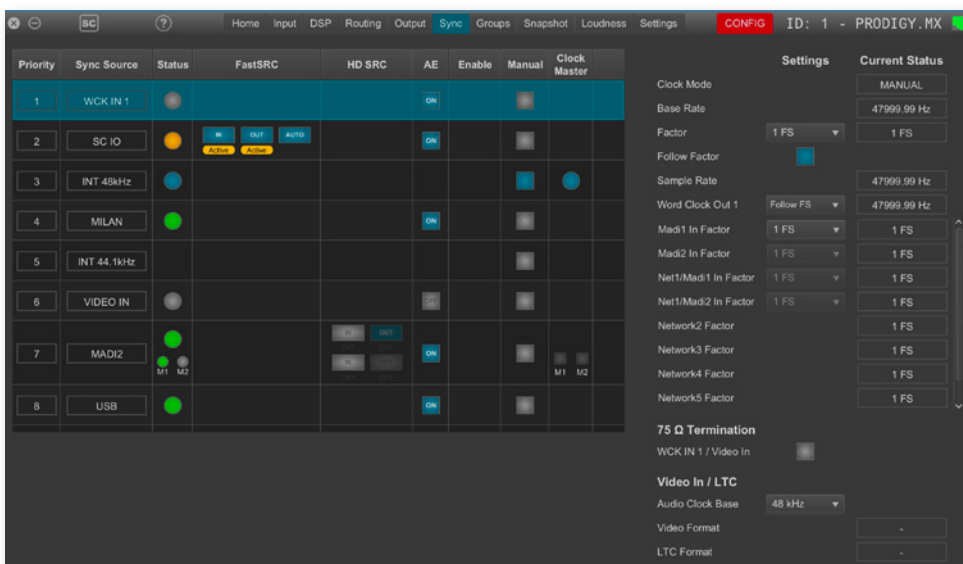 SC ? Home Input DSP Routing Output Sync Groups Snapshot Loudness Settings CONFIG ID: 1 - PRODIGY.MX
Priority Sync Source Status FastSRC HD SRC AE Enable Manual Clock Master
1 WCK IN 1 ON
2 SC IO IN OUT AUTO ON
Active Active
3 INT 48kHz
4 MILAN ON
5 INT 44.1kHz
6 VIDEO IN OFF
7 MADI2 IN OUT ON
OFF OFF
IN
OFF OFF
M1 M2 M1 M2
8 USB ON
Settings Current Status
Clock Mode MANUAL
Base Rate 47999.99 Hz
Factor 1 FS 1 FS
Follow Factor
Sample Rate 47999.99 Hz
Word Clock Out 1 Follow FS 47999.99 Hz
Madi1 In Factor 1 FS 1 FS
Madi2 In Factor 1 FS 1 FS
Net1/Madi1 In Factor 1 FS 1 FS
Net1/Madi2 In Factor 1 FS 1 FS
Network2 Factor 1 FS
Network3 Factor 1 FS
Network4 Factor 1 FS
Network5 Factor 1 FS
75 Ω Termination
WCK IN 1 / Video In
Video In / LTC
Audio Clock Base 48 kHz
Video Format -
LTC Format -